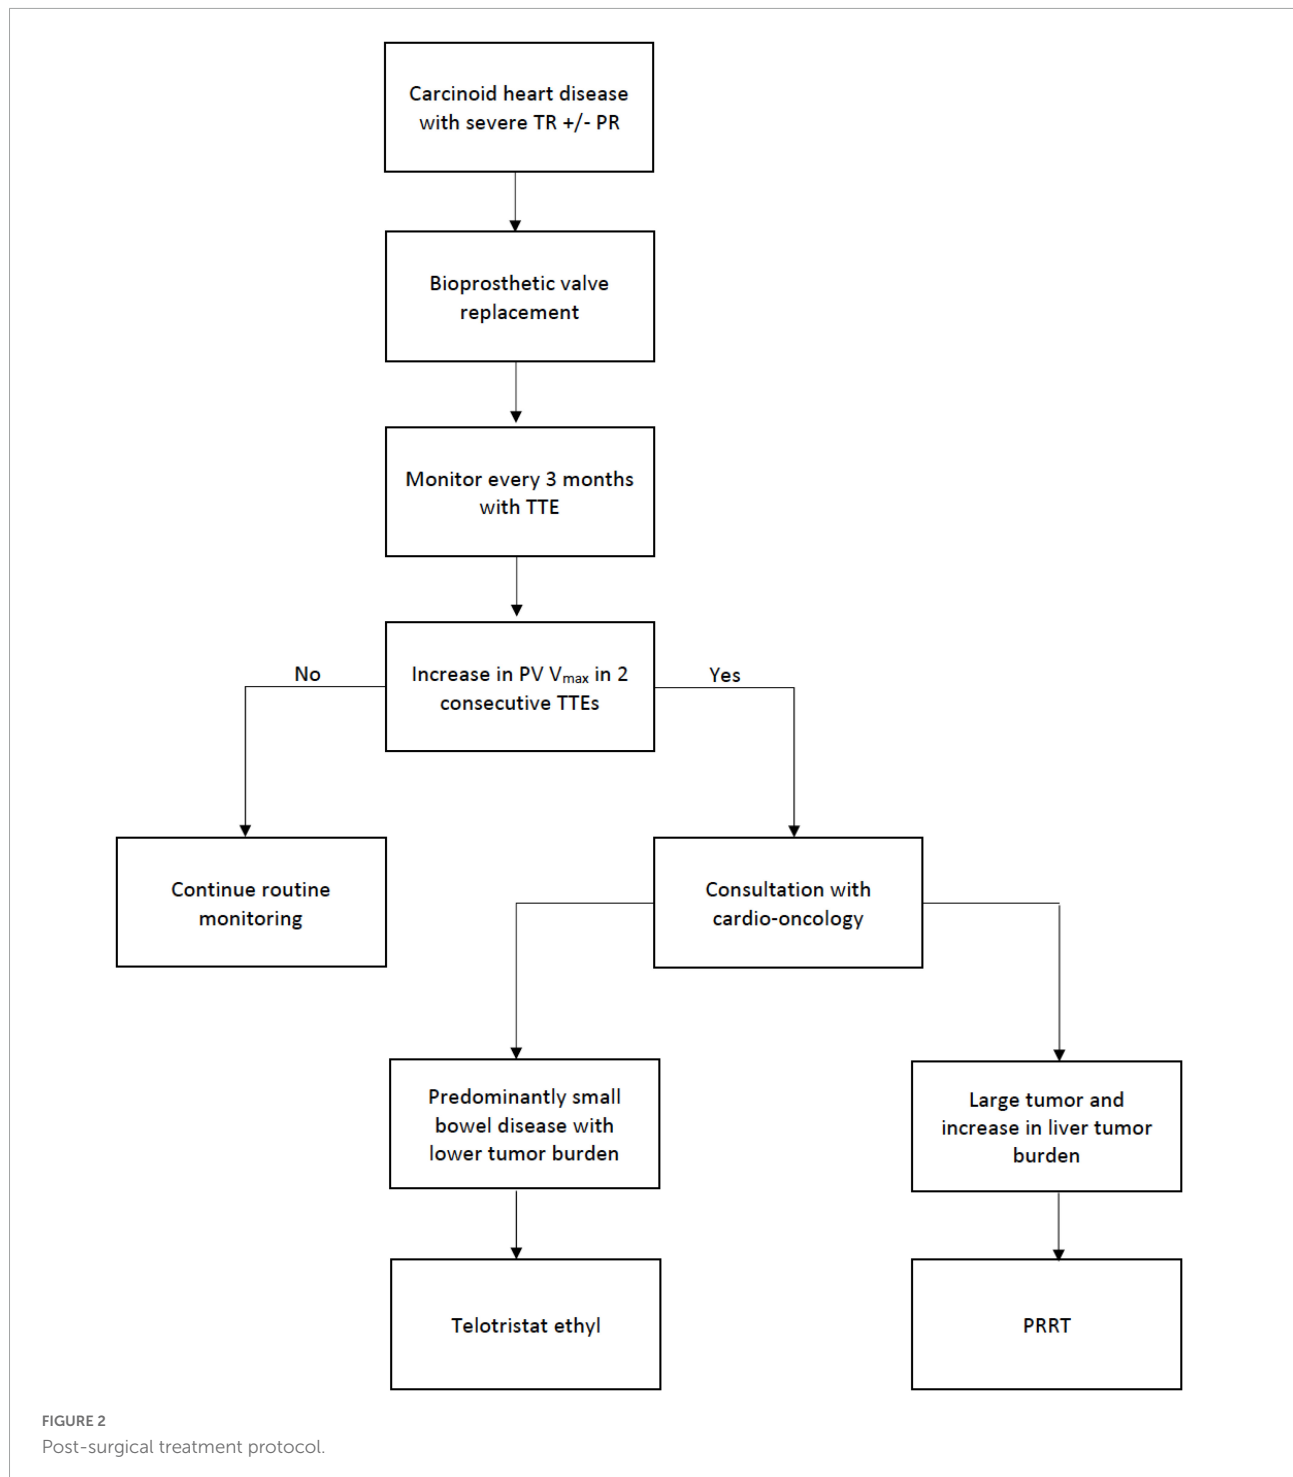 Carcinoid heart disease
with severe TR +/- PR
Bioprosthetic valve
replacement
Monitor every 3 months
with TTE
Increase in PV Vmax in 2
consecutive TTEs
No
Yes
Continue routine
monitoring
Consultation with
cardio-oncology
Predominantly small
bowel disease with
lower tumor burden
Large tumor and
increase in liver tumor
burden
Telotristat ethyl
PRRT
FIGURE 2
Post-surgical treatment protocol.